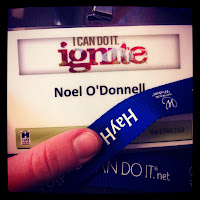 I CAN DO IT.
ignite
Noel O'Donnell
HayH
CAN DO IT.net